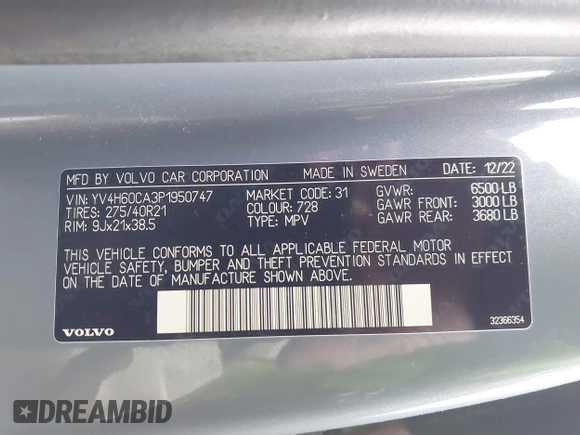 MFD BY VOLVO CAR CORPORATION MADE IN SWEDEN DATE: 12/22
VIN: YV4H60CA3P1950747 MARKET CODE: 31 GVWR: 6500 LB
TIRES: 275/40R21 COLOUR: 728 GAWR FRONT: 3000 LB
RIM: 9Jx21x38.5 TYPE: MPV GAWR REAR: 3680 LB
THIS VEHICLE CONFORMS TO ALL APPLICABLE FEDERAL MOTOR
VEHICLE SAFETY, BUMPER AND THEFT PREVENTION STANDARDS IN EFFECT
ON THE DATE OF MANUFACTURE SHOWN ABOVE.
VOLVO
32366354
DREAMBID